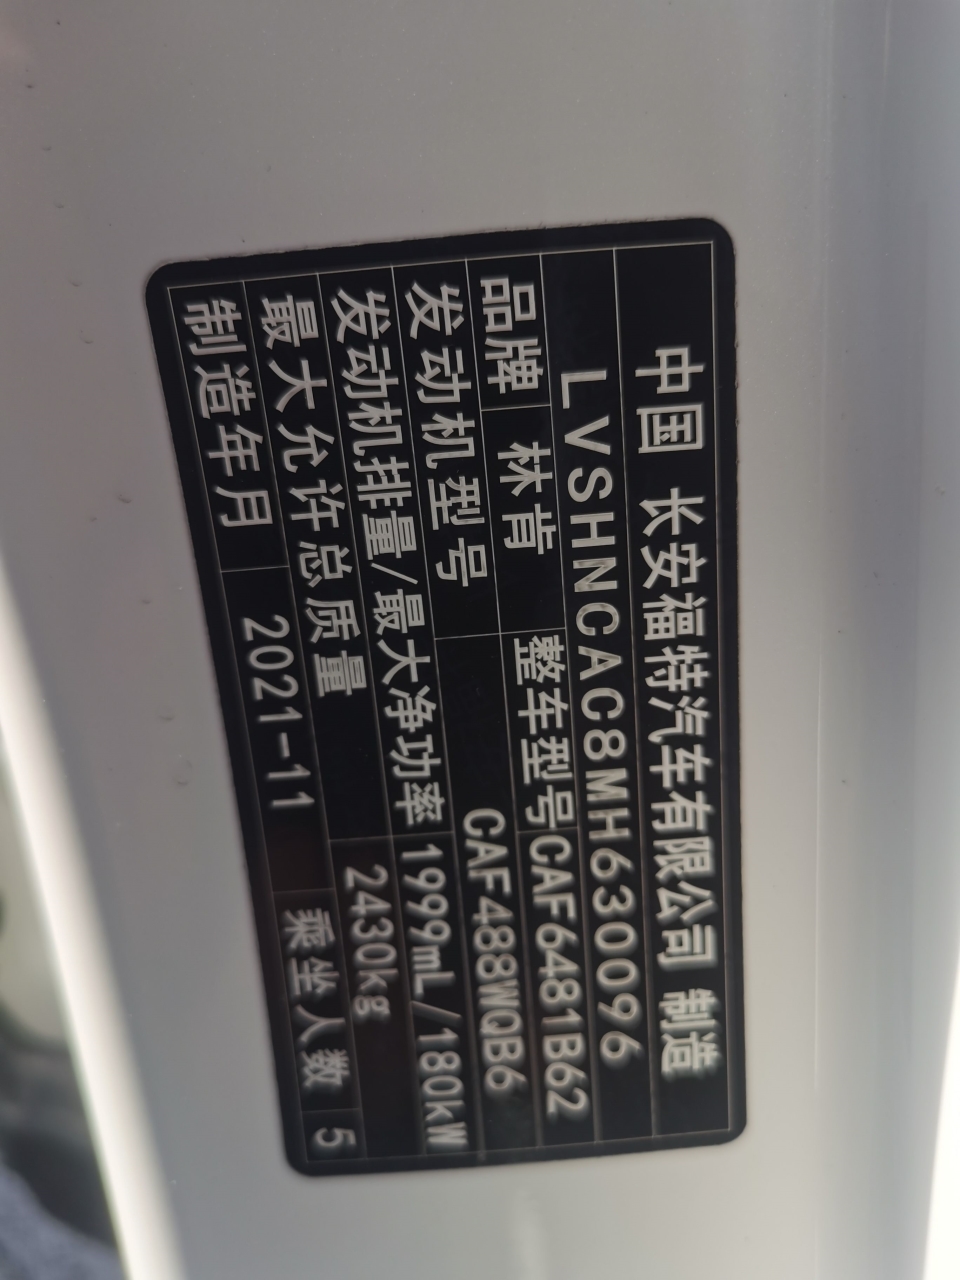 中国 长安福特汽车有限公司 制造
LVSHNCAC8MH630096
品牌 林肯 整车型号 CAF6481B62
发动机型号 CAF488WQB6
发动机排量/最大净功率 1999mL/180kW
最大允许总质量 2430kg
制造年月 2021-11 乘坐人数 5